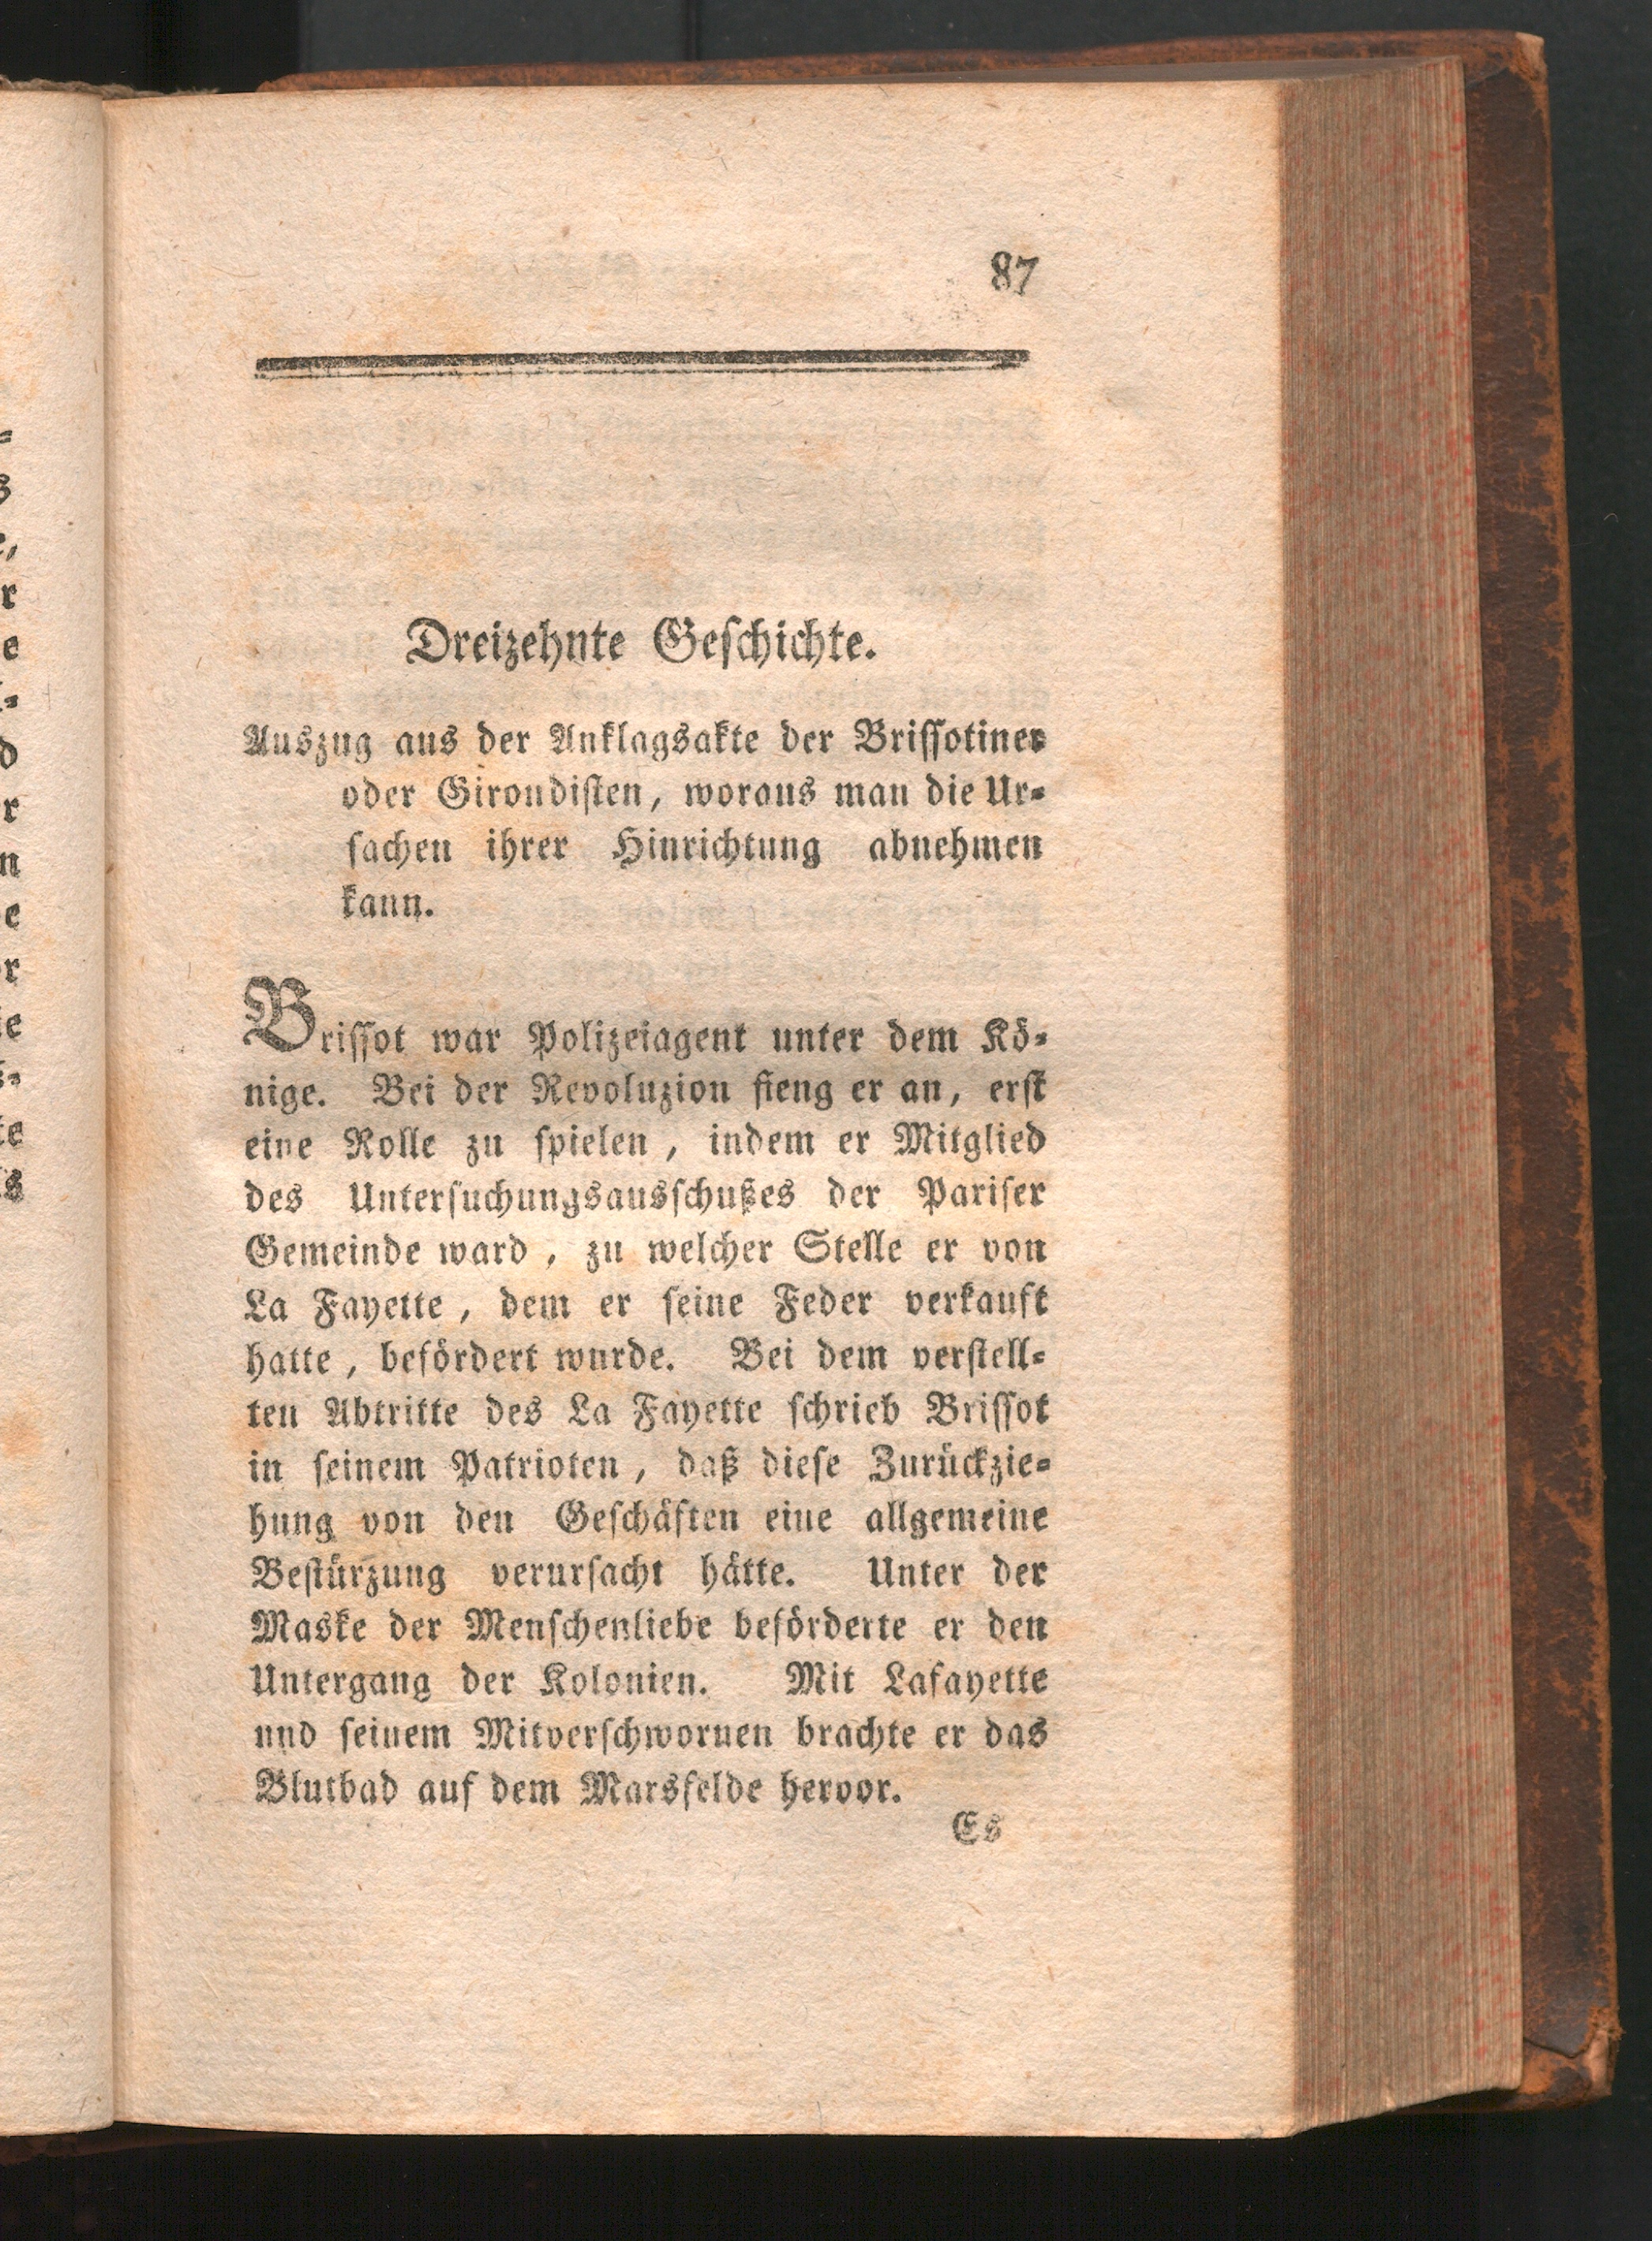 87
Dreizehnte Geschichte.
Auszug aus der Anklagsakte der Brissotiner
oder Girondisten, woraus man die Ur-
sachen ihrer Hinrichtung abnehmen
kann.
Brissot war Polizeiagent unter dem Kö-
nige. Bei der Revoluzion fieng er an, erst
eine Rolle zu spielen, indem er Mitglied
des Untersuchungsausschußes der Pariser
Gemeinde ward, zu welcher Stelle er von
La Fayette, dem er seine Feder verkauft
hatte, befördert wurde. Bei dem verstell-
ten Abtritte des La Fayette schrieb Brissot
in seinem Patrioten, daß diese Zurückzie-
hung von den Geschäften eine allgemeine
Bestürzung verursacht hätte. Unter der
Maske der Menschenliebe beförderte er den
Untergang der Kolonien. Mit Lafayette
und seinem Mitverschwornen brachte er das
Blutbad auf dem Marsfelde hervor.
Es